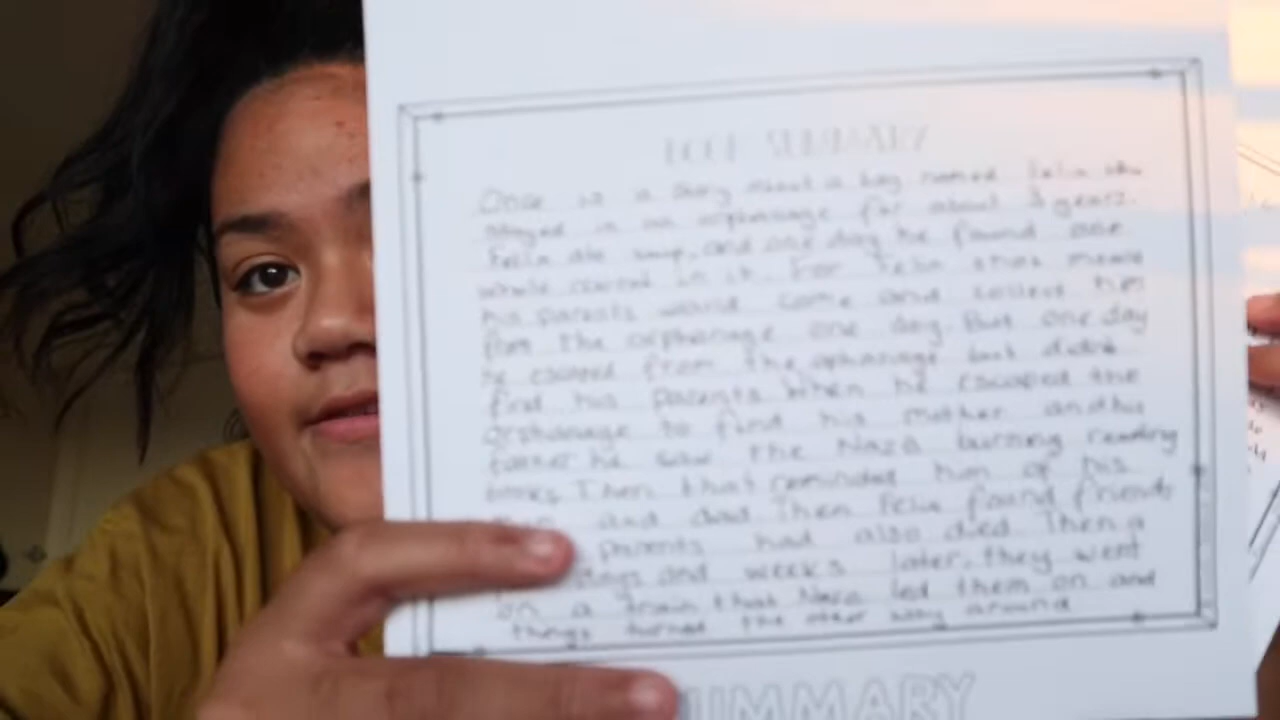 BOOK SUMMARY
Once is a story about a boy named Felix who
stayed in an orphanage for about 3 years.
Felix ate soup, and one day he found one
whole carrot in it. For Felix that means
his parents would come and collect him
from the orphanage one day. But one day
he escaped from the orphanage but didn't
find his parents. When he escaped the
orphanage to find his mother and his
father he saw the Nazis burning reading
books. Then that reminded him of his
and dad. Then Felix found friends
parents had also died. Then a
days and weeks later, they went
on a train that Nazis led them on and
things turned the other way around
SUMMARY